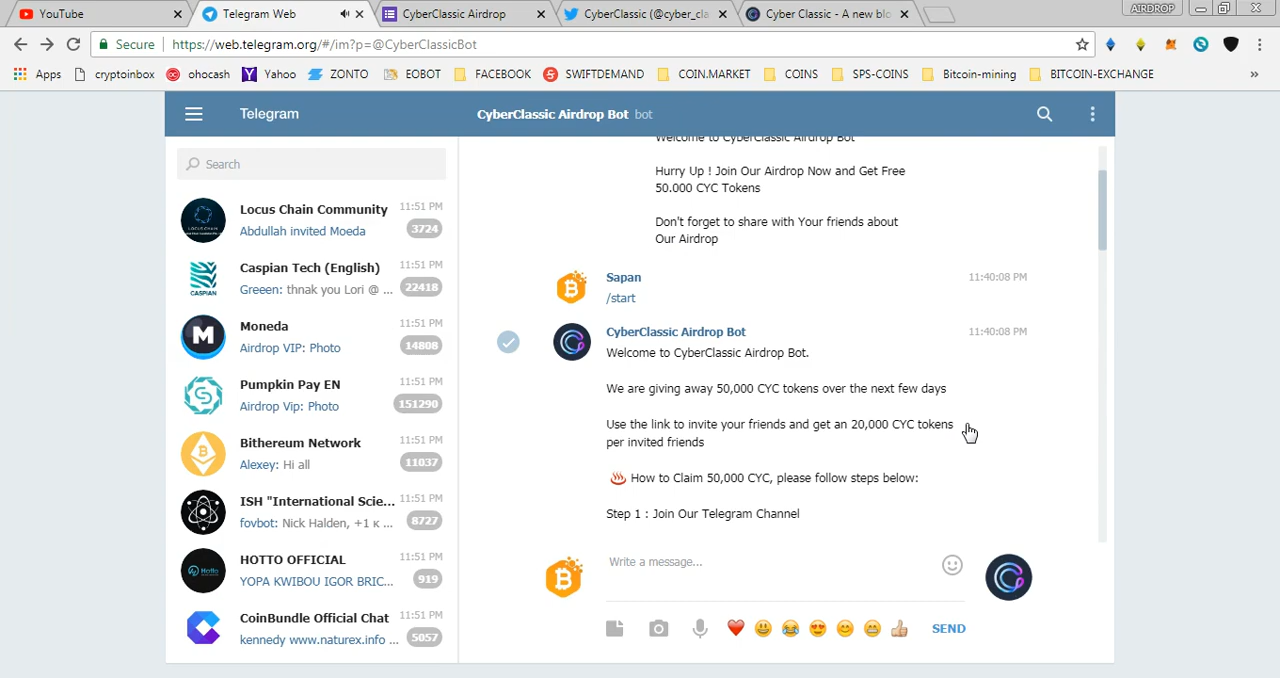 YouTube
Telegram Web
CyberClassic Airdrop
CyberClassic (@cyber_cla
Cyber Classic - A new blo
AIRDROP
Secure
https://web.telegram.org/#/im?p=@CyberClassicBot
Apps
cryptoinbox
ohocash
Yahoo
ZONTO
EOBOT
FACEBOOK
SWIFTDEMAND
COIN.MARKET
COINS
SPS-COINS
Bitcoin-mining
BITCOIN-EXCHANGE
»
Telegram
CyberClassic Airdrop Bot bot
Search
Locus Chain Community 11:51 PM
Abdullah invited Moeda 3724
Caspian Tech (English) 11:51 PM
Greeen: thnak you Lori @ ... 22418
Moneda 11:51 PM
Airdrop VIP: Photo 14808
Pumpkin Pay EN 11:51 PM
Airdrop Vip: Photo 151290
Bithereum Network 11:51 PM
Alexey: Hi all 11037
ISH "International Scie... 11:51 PM
fovbot: Nick Halden, +1 к ... 8727
HOTTO OFFICIAL 11:51 PM
YOPA KWIBOU IGOR BRIC... 919
CoinBundle Official Chat 11:51 PM
kennedy www.naturex.info ... 5057
Welcome to CyberClassic Airdrop Bot
Hurry Up ! Join Our Airdrop Now and Get Free
50.000 CYC Tokens
Don't forget to share with Your friends about
Our Airdrop
Sapan 11:40:08 PM
/start
CyberClassic Airdrop Bot 11:40:08 PM
Welcome to CyberClassic Airdrop Bot.
We are giving away 50,000 CYC tokens over the next few days
Use the link to invite your friends and get an 20,000 CYC tokens
per invited friends
♨️ How to Claim 50,000 CYC, please follow steps below:
Step 1 : Join Our Telegram Channel
Write a message...
SEND